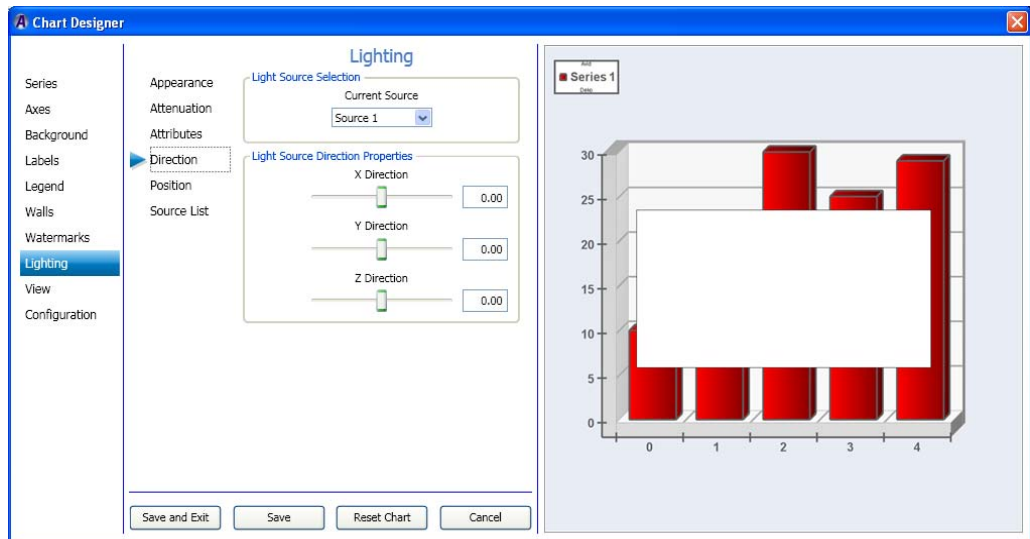 Chart Designer
Series
Axes
Background
Labels
Legend
Walls
Watermarks
Lighting
View
Configuration
Appearance
Attenuation
Attributes
Direction
Position
Source List
Lighting
Light Source Selection
Current Source
Source 1
Light Source Direction Properties
X Direction
0.00
Y Direction
0.00
Z Direction
0.00
Save and Exit
Save
Reset Chart
Cancel
Series 1
30
25
20
15
10
5
0
0 1 2 3 4